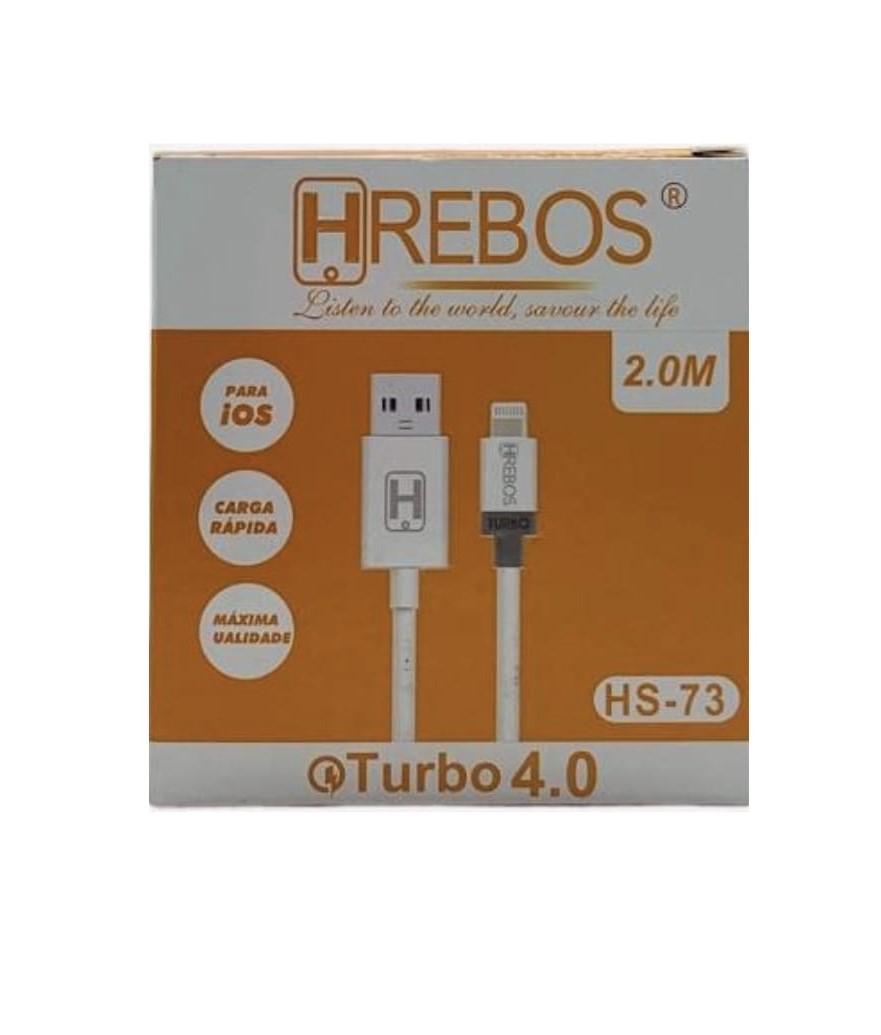 HREBOS®
Listen to the world, savour the life
2.0M
PARA
iOS
CARGA
RÁPIDA
MÁXIMA
UALIDADE
H
HREBOS
TURBO
HS-73
Turbo 4.0